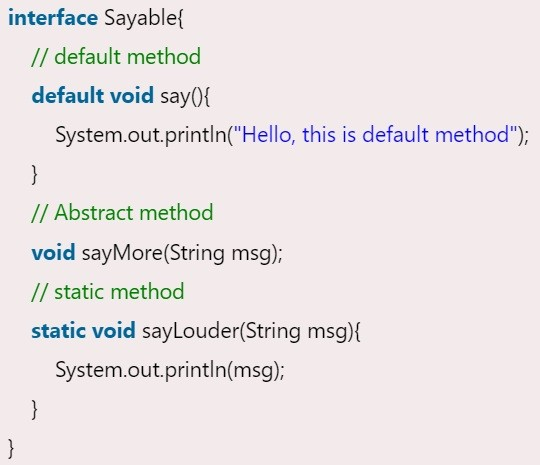 interface Sayable{
// default method
default void say(){
System.out.println("Hello, this is default method");
}
// Abstract method
void sayMore(String msg);
// static method
static void sayLouder(String msg){
System.out.println(msg);
}
}